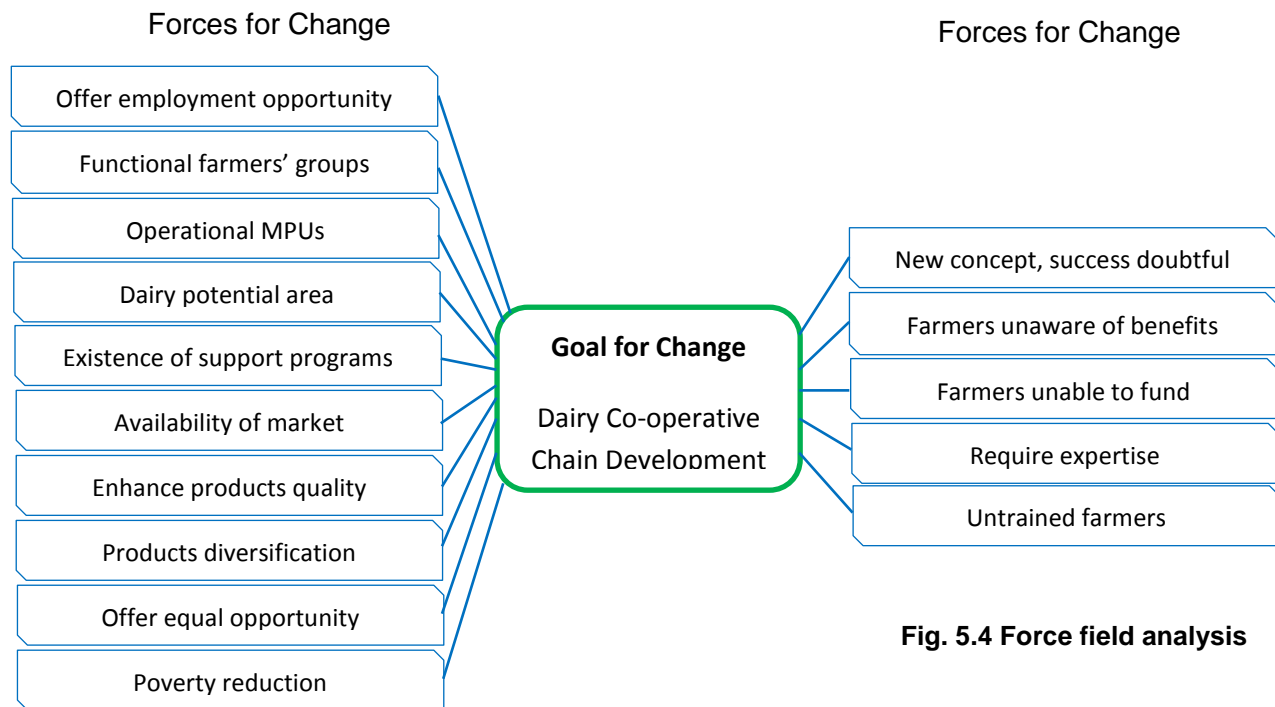 Forces for Change
Offer employment opportunity
Functional farmers’ groups
Operational MPUs
Dairy potential area
Existence of support programs
Availability of market
Enhance products quality
Products diversification
Offer equal opportunity
Poverty reduction
Goal for Change
Dairy Co-operative
Chain Development
Forces for Change
New concept, success doubtful
Farmers unaware of benefits
Farmers unable to fund
Require expertise
Untrained farmers
Fig. 5.4 Force field analysis